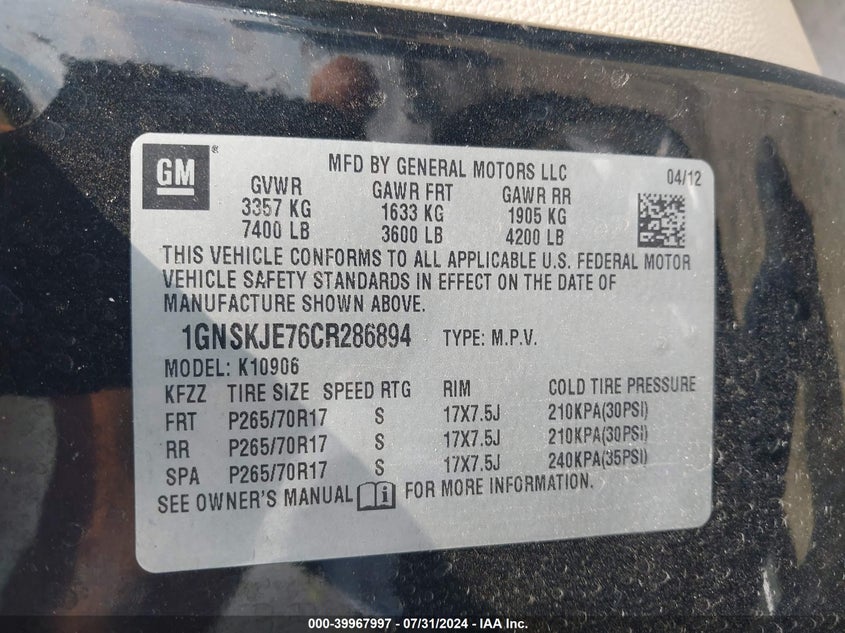 GM
MFD BY GENERAL MOTORS LLC
04/12
GVWR GAWR FRT GAWR RR
3357 KG 1633 KG 1905 KG
7400 LB 3600 LB 4200 LB
THIS VEHICLE CONFORMS TO ALL APPLICABLE U.S. FEDERAL MOTOR
VEHICLE SAFETY STANDARDS IN EFFECT ON THE DATE OF
MANUFACTURE SHOWN ABOVE.
1GNSKJE76CR286894 TYPE: M.P.V.
MODEL: K10906
KFZZ TIRE SIZE SPEED RTG RIM COLD TIRE PRESSURE
FRT P265/70R17 S 17X7.5J 210KPA(30PSI)
RR P265/70R17 S 17X7.5J 210KPA(30PSI)
SPA P265/70R17 S 17X7.5J 240KPA(35PSI)
SEE OWNER'S MANUAL i FOR MORE INFORMATION.
000-39967997 / 07/31/2024 - IAA Inc.